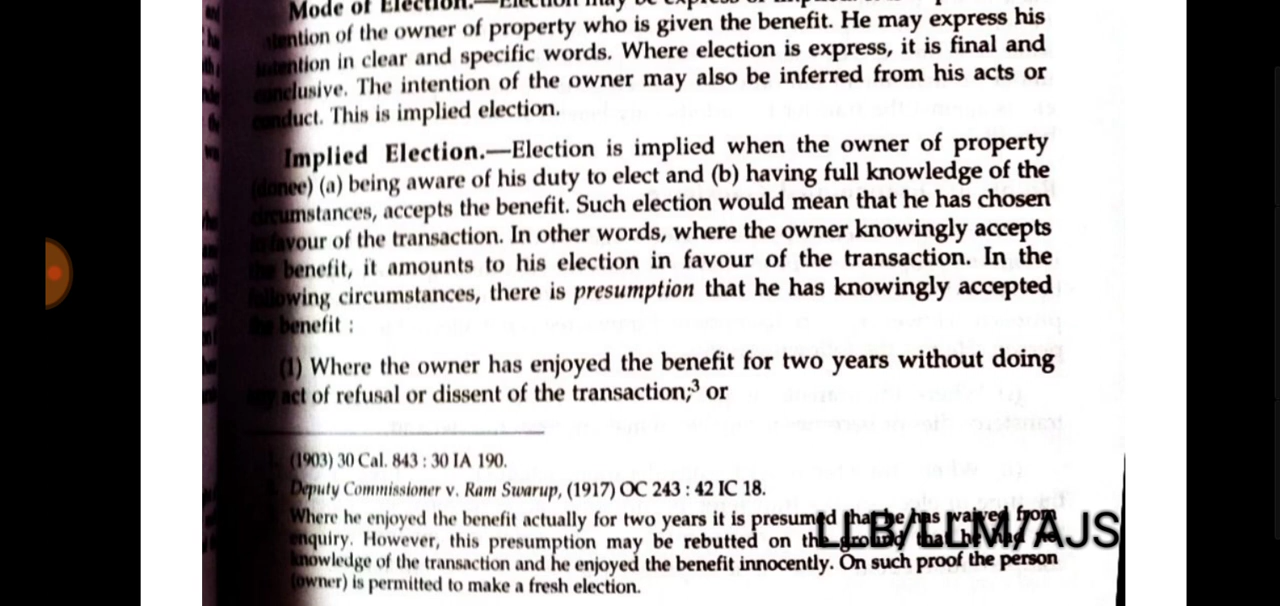 Mode of Election.—Election may be express or
intention of the owner of property who is given the benefit. He may express his
intention in clear and specific words. Where election is express, it is final and
conclusive. The intention of the owner may also be inferred from his acts or
conduct. This is implied election.
Implied Election.—Election is implied when the owner of property
(donee) (a) being aware of his duty to elect and (b) having full knowledge of the
circumstances, accepts the benefit. Such election would mean that he has chosen
in favour of the transaction. In other words, where the owner knowingly accepts
the benefit, it amounts to his election in favour of the transaction. In the
following circumstances, there is presumption that he has knowingly accepted
the benefit :
(1) Where the owner has enjoyed the benefit for two years without doing
any act of refusal or dissent of the transaction;3 or
1. (1903) 30 Cal. 843 : 30 IA 190.
Deputy Commissioner v. Ram Swarup, (1917) OC 243 : 42 IC 18.
Where he enjoyed the benefit actually for two years it is presumed that he has waived from
enquiry. However, this presumption may be rebutted on the ground that he had no
knowledge of the transaction and he enjoyed the benefit innocently. On such proof the person
(owner) is permitted to make a fresh election.
LLB/LLM/AJS